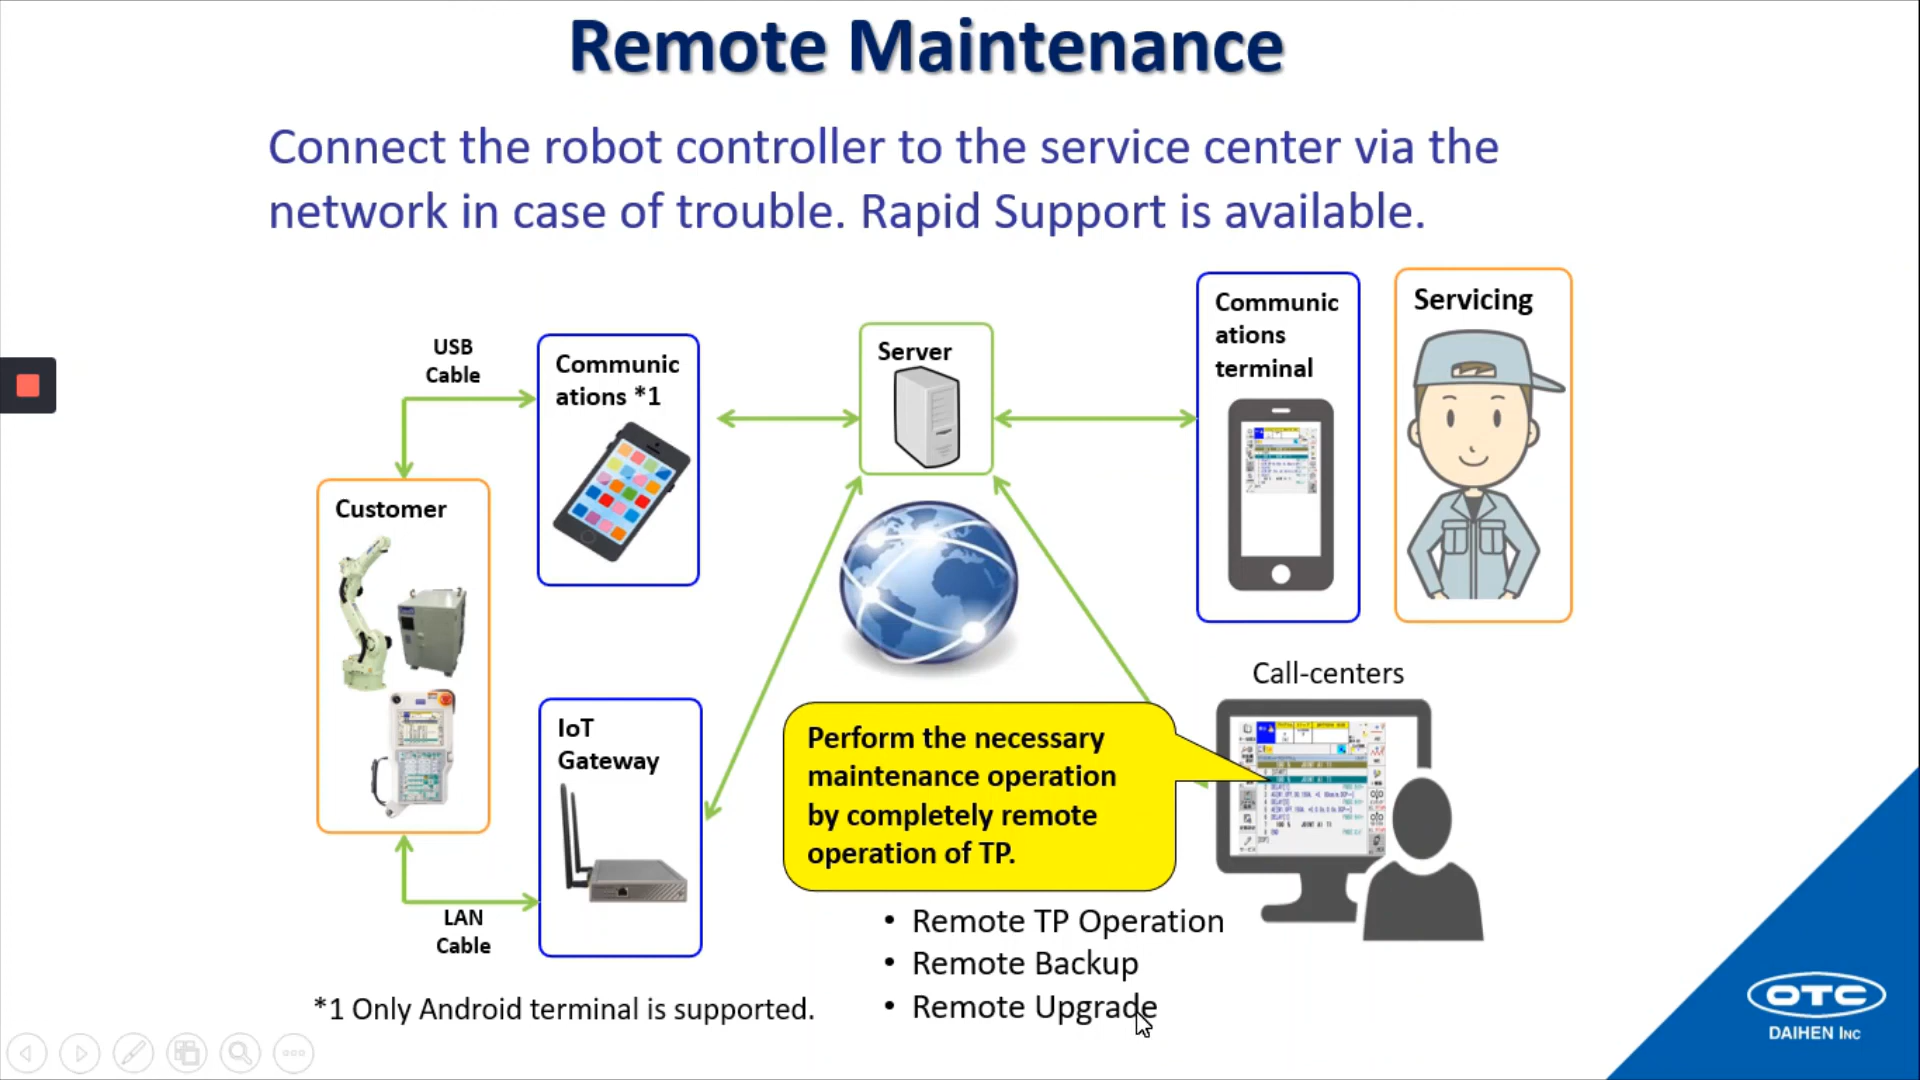 Remote Maintenance
Connect the robot controller to the service center via the
network in case of trouble. Rapid Support is available.
USB
Cable
Communic
ations *1
Server
Communic
ations
terminal
Servicing
Customer
IoT
Gateway
LAN
Cable
Call-centers
Perform the necessary
maintenance operation
by completely remote
operation of TP.
• Remote TP Operation
• Remote Backup
• Remote Upgrade
*1 Only Android terminal is supported.
OTC
DAIHEN INC